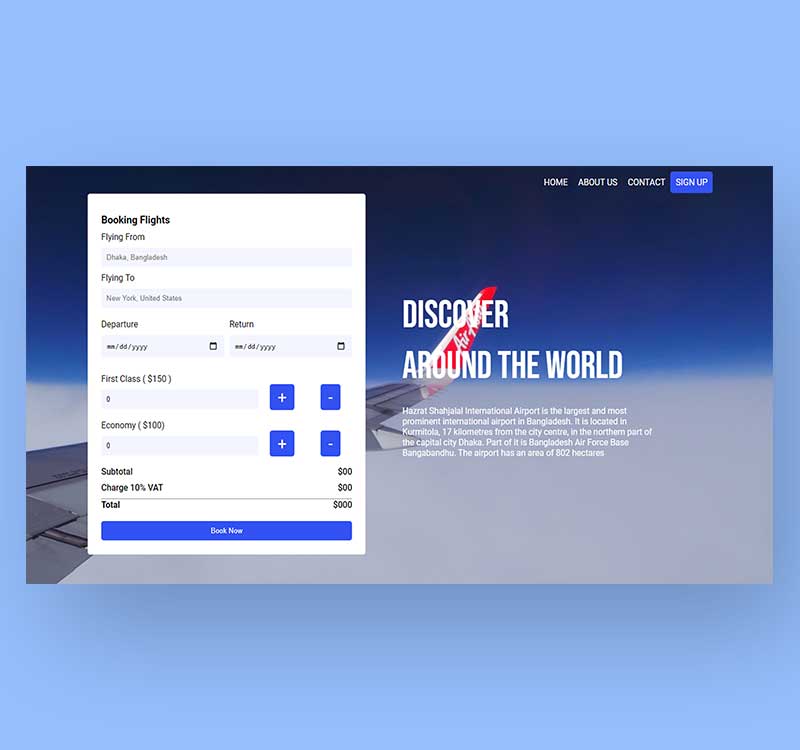 HOME ABOUT US CONTACT SIGN UP
Booking Flights
Flying From
Dhaka, Bangladesh
Flying To
New York, United States
Departure Return
mm/dd/yyyy mm/dd/yyyy
First Class ( $150 )
0 + -
Economy ( $100)
0 + -
Subtotal $00
Charge 10% VAT $00
Total $000
Book Now
AirAsia
DISCOVER
AROUND THE WORLD
Hazrat Shahjalal International Airport is the largest and most
prominent international airport in Bangladesh. It is located in
Kurmitola, 17 kilometres from the city centre, in the northern part of
the capital city Dhaka. Part of it is Bangladesh Air Force Base
Bangabandhu. The airport has an area of 802 hectares